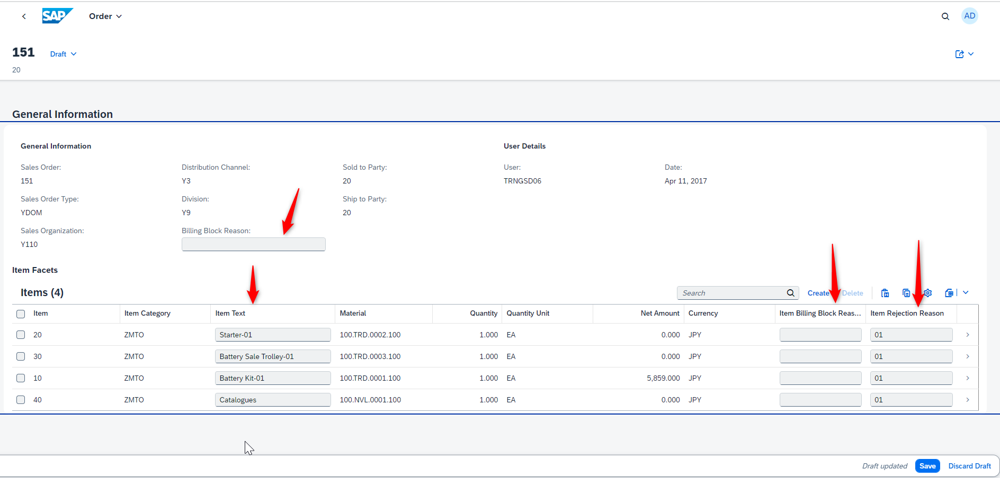 SAP Order AD
151 Draft
20
General Information
General Information User Details
Sales Order: Distribution Channel: Sold to Party: User: Date:
151 Y3 20 TRNGSD06 Apr 11, 2017
Sales Order Type: Division: Ship to Party:
YDOM Y9 20
Sales Organization: Billing Block Reason:
Y110
Item Facets
Items (4) Search Create Delete
Item Item Category Item Text Material Quantity Quantity Unit Net Amount Currency Item Billing Block Reas... Item Rejection Reason
20 ZMTO Starter-01 100.TRD.0002.100 1.000 EA 0.000 JPY 01
30 ZMTO Battery Sale Trolley-01 100.TRD.0003.100 1.000 EA 0.000 JPY 01
10 ZMTO Battery Kit-01 100.TRD.0001.100 1.000 EA 5,859.000 JPY 01
40 ZMTO Catalogues 100.NVL.0001.100 1.000 EA 0.000 JPY 01
Draft updated Save Discard Draft